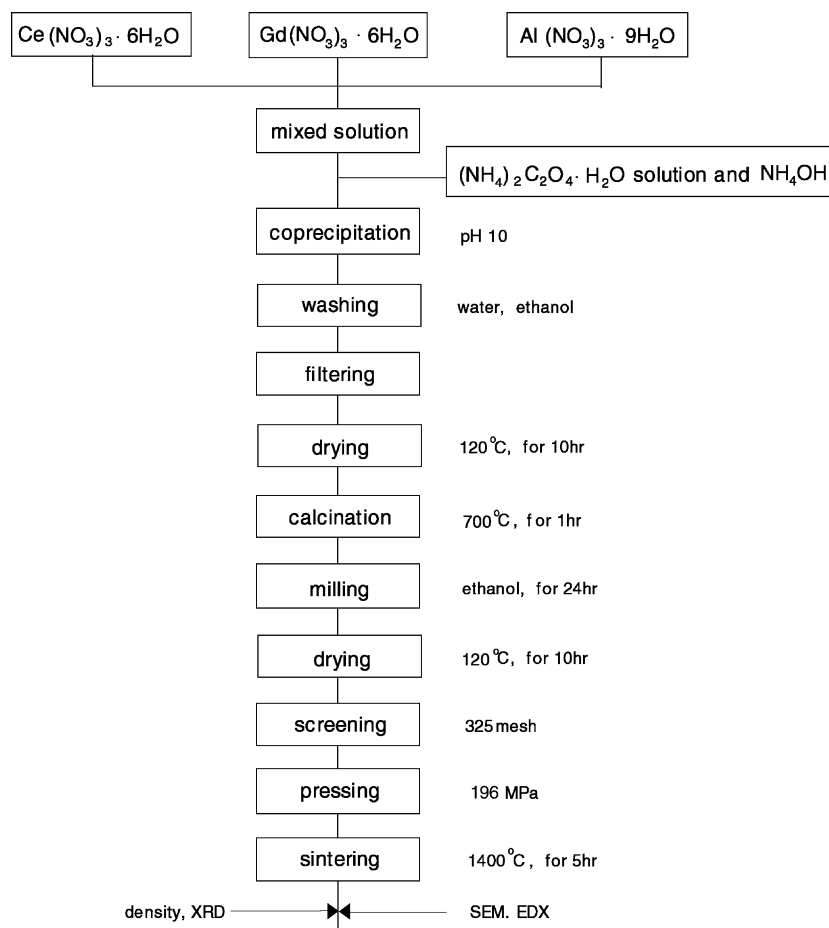 Ce(NO₃)₃· 6H₂O
Gd(NO₃)₃ · 6H₂O
Al (NO₃)₃· 9H₂O
mixed solution
(NH₄)₂C₂O₄· H₂O solution and NH₄OH
coprecipitation pH 10
washing water, ethanol
filtering
drying 120°C, for 10hr
calcination 700°C, for 1hr
milling ethanol, for 24hr
drying 120°C, for 10hr
screening 325 mesh
pressing 196 MPa
sintering 1400°C, for 5hr
density, XRD SEM. EDX